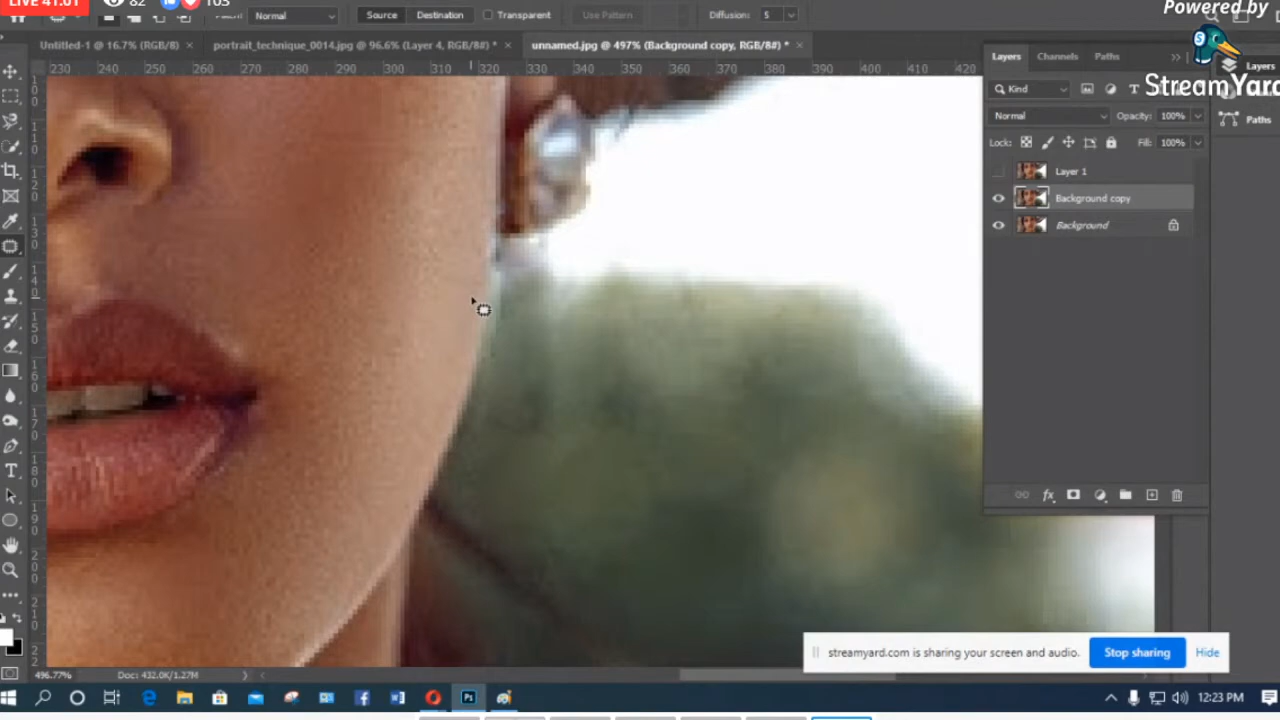 LIVE 41:01 82 103
Powered by
StreamYard
Patch: Normal Source Destination Transparent Use Pattern Diffusion: 5
Untitled-1 @ 16.7% (RGB/8) × portrait_technique_0014.jpg @ 96.6% (Layer 4, RGB/8#) * × unnamed.jpg @ 497% (Background copy, RGB/8#) * ×
230 240 250 260 270 280 290 300 310 320 330 340 350 360 370 380 390 400 410 420
Layers Channels Paths
Layers
Kind
Paths
Normal Opacity: 100%
Lock: Fill: 100%
Layer 1
Background copy
Background
streamyard.com is sharing your screen and audio. Stop sharing Hide
496.77% Doc: 432.0K/1.27M
12:23 PM